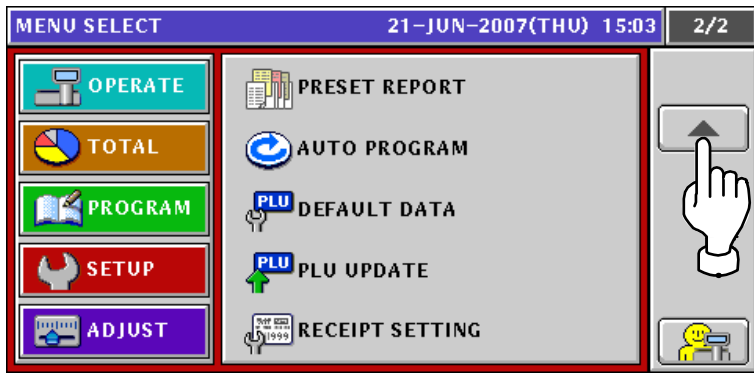 MENU SELECT 21-JUN-2007(THU) 15:03 2/2
OPERATE
TOTAL
PROGRAM
SETUP
ADJUST
PRESET REPORT
AUTO PROGRAM
PLU DEFAULT DATA
PLU PLU UPDATE
1999 RECEIPT SETTING